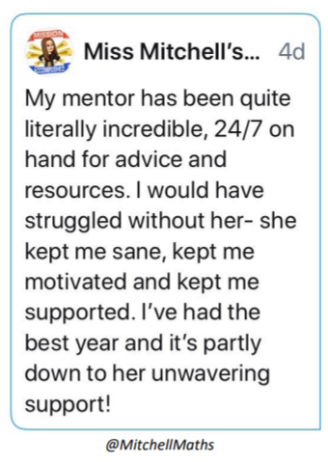 Miss Mitchell's... 4d
My mentor has been quite
literally incredible, 24/7 on
hand for advice and
resources. I would have
struggled without her- she
kept me sane, kept me
motivated and kept me
supported. I've had the
best year and it's partly
down to her unwavering
support!
@MitchellMaths